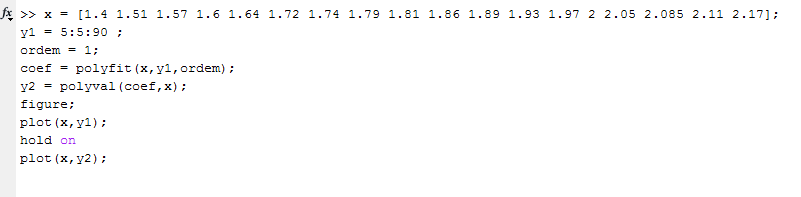 fx >> x = [1.4 1.51 1.57 1.6 1.64 1.72 1.74 1.79 1.81 1.86 1.89 1.93 1.97 2 2.05 2.085 2.11 2.17];
y1 = 5:5:90 ;
ordem = 1;
coef = polyfit(x,y1,ordem);
y2 = polyval(coef,x);
figure;
plot(x,y1);
hold on
plot(x,y2);